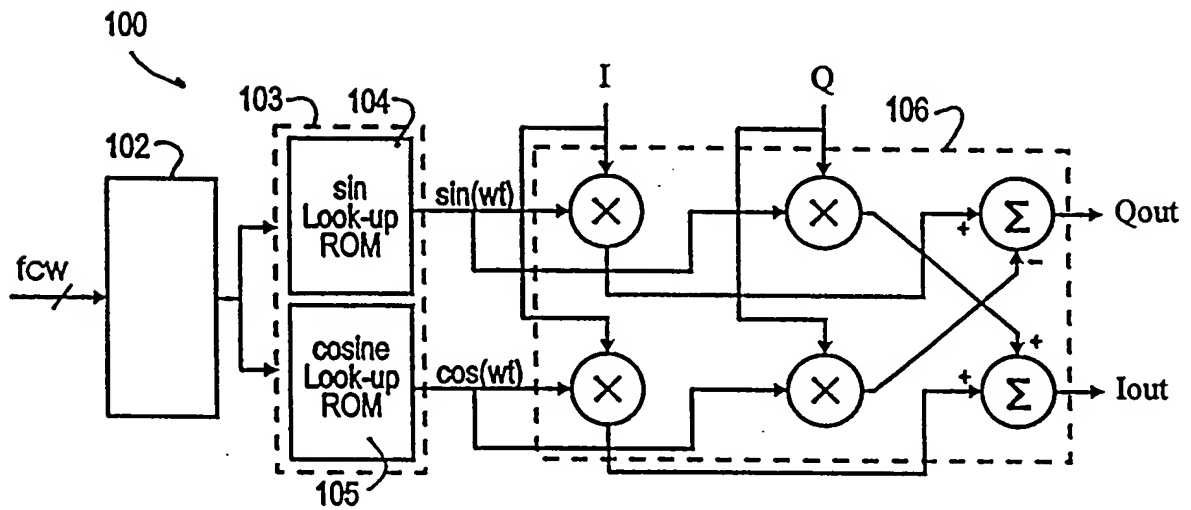 100
I
Q
103
104
106
102
sin
Look-up
ROM
sin(wt)
×
×
Σ
Qout
+
-
fcw
cosine
Look-up
ROM
cos(wt)
×
×
+
+
Σ
Iout
105